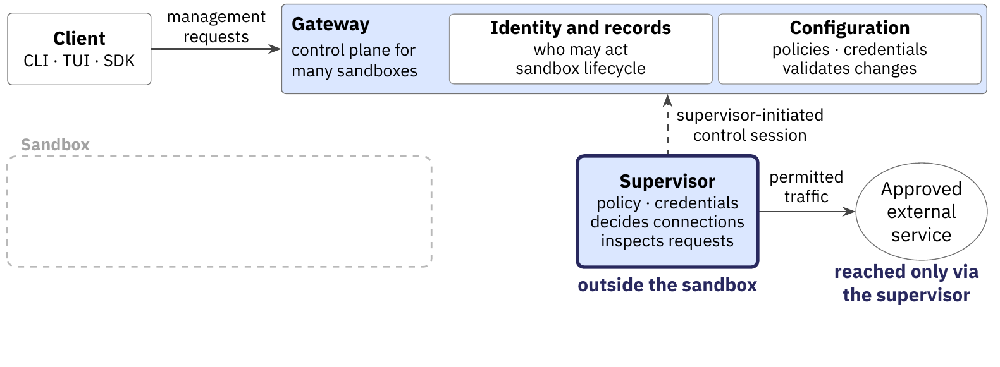 Client
CLI · TUI · SDK
management
requests
Gateway
control plane for
many sandboxes
Identity and records
who may act
sandbox lifecycle
Configuration
policies · credentials
validates changes
supervisor-initiated
control session
Sandbox
Supervisor
policy · credentials
decides connections
inspects requests
outside the sandbox
permitted
traffic
Approved
external
service
reached only via
the supervisor